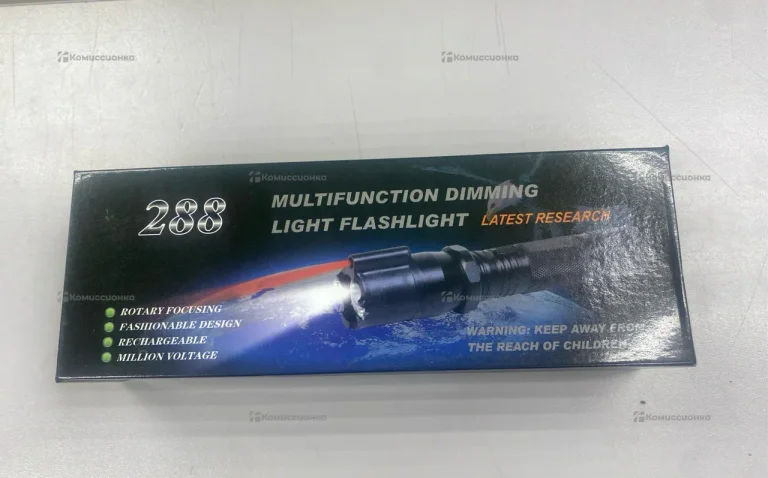 Комиссионка
Комиссионка
Комиссионка
Комиссионка
288
MULTIFUNCTION DIMMING
LIGHT FLASHLIGHT LATEST RESEARCH
Комиссионка
Комиссионка
ROTARY FOCUSING
FASHIONABLE DESIGN
RECHARGEABLE
MILLION VOLTAGE
WARNING: KEEP AWAY FROM
THE REACH OF CHILDREN
Комиссионка
Комиссионка